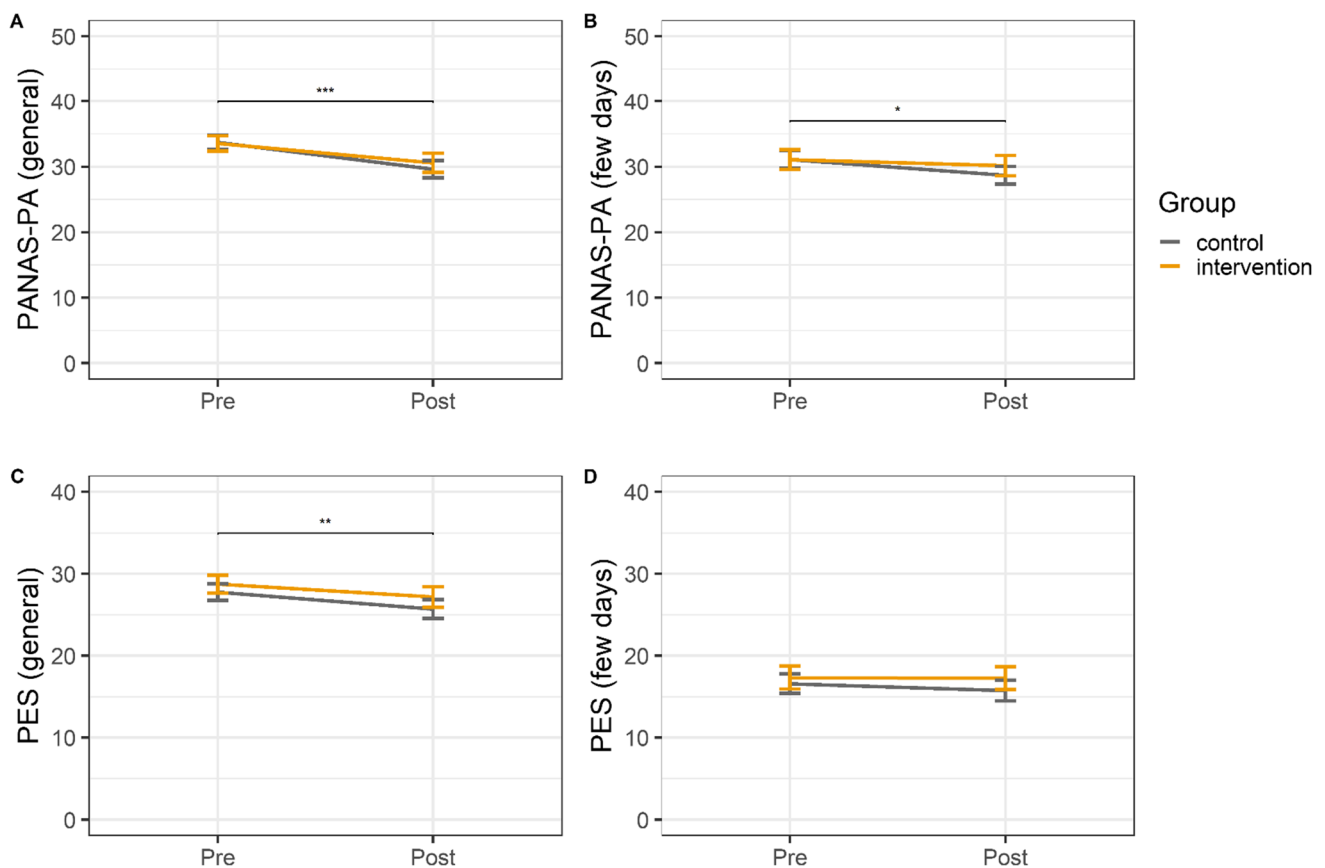 A
PANAS-PA (general)
50
40
30
20
10
0
***
Pre
Post
B
PANAS-PA (few days)
50
40
30
20
10
0
*
Pre
Post
Group
control
intervention
C
PES (general)
40
30
20
10
0
**
Pre
Post
D
PES (few days)
40
30
20
10
0
Pre
Post